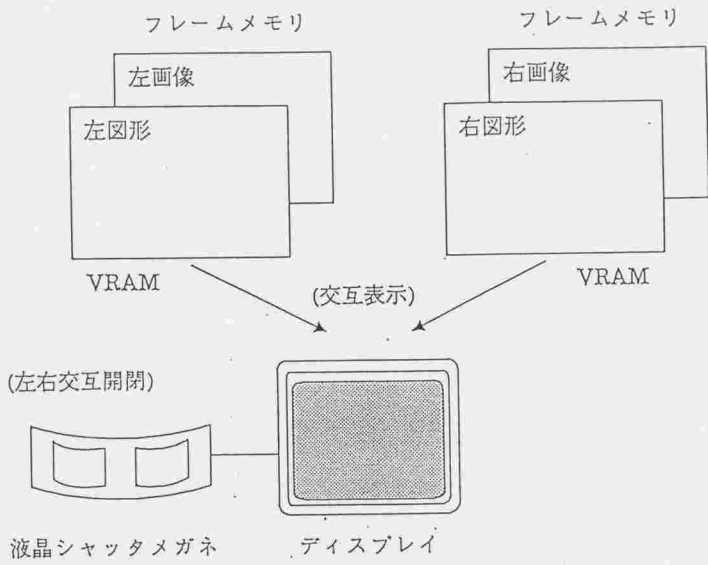 フレームメモリ
フレームメモリ
左画像
右画像
左図形
右図形
VRAM
VRAM
(交互表示)
(左右交互開閉)
液晶シャッタメガネ
ディスプレイ